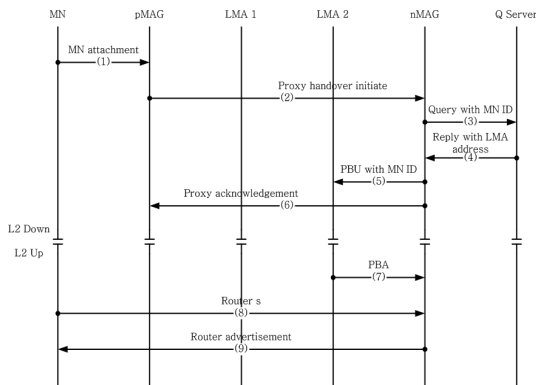 MN pMAG LMA 1 LMA 2 nMAG Q Server
MN attachment
(1)
Proxy handover initiate
(2)
Query with MN ID
(3)
Reply with LMA
address
(4)
PBU with MN ID
(5)
Proxy acknowledgement
(6)
L2 Down
L2 Up
PBA
(7)
Router s
(8)
Router advertisement
(9)